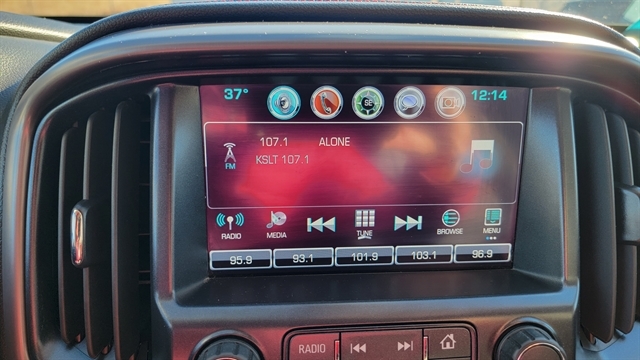 37° SE 12:14
107.1 ALONE
FM KSLT 107.1
RADIO MEDIA TUNE BROWSE MENU
95.9 93.1 101.9 103.1 96.9
RADIO